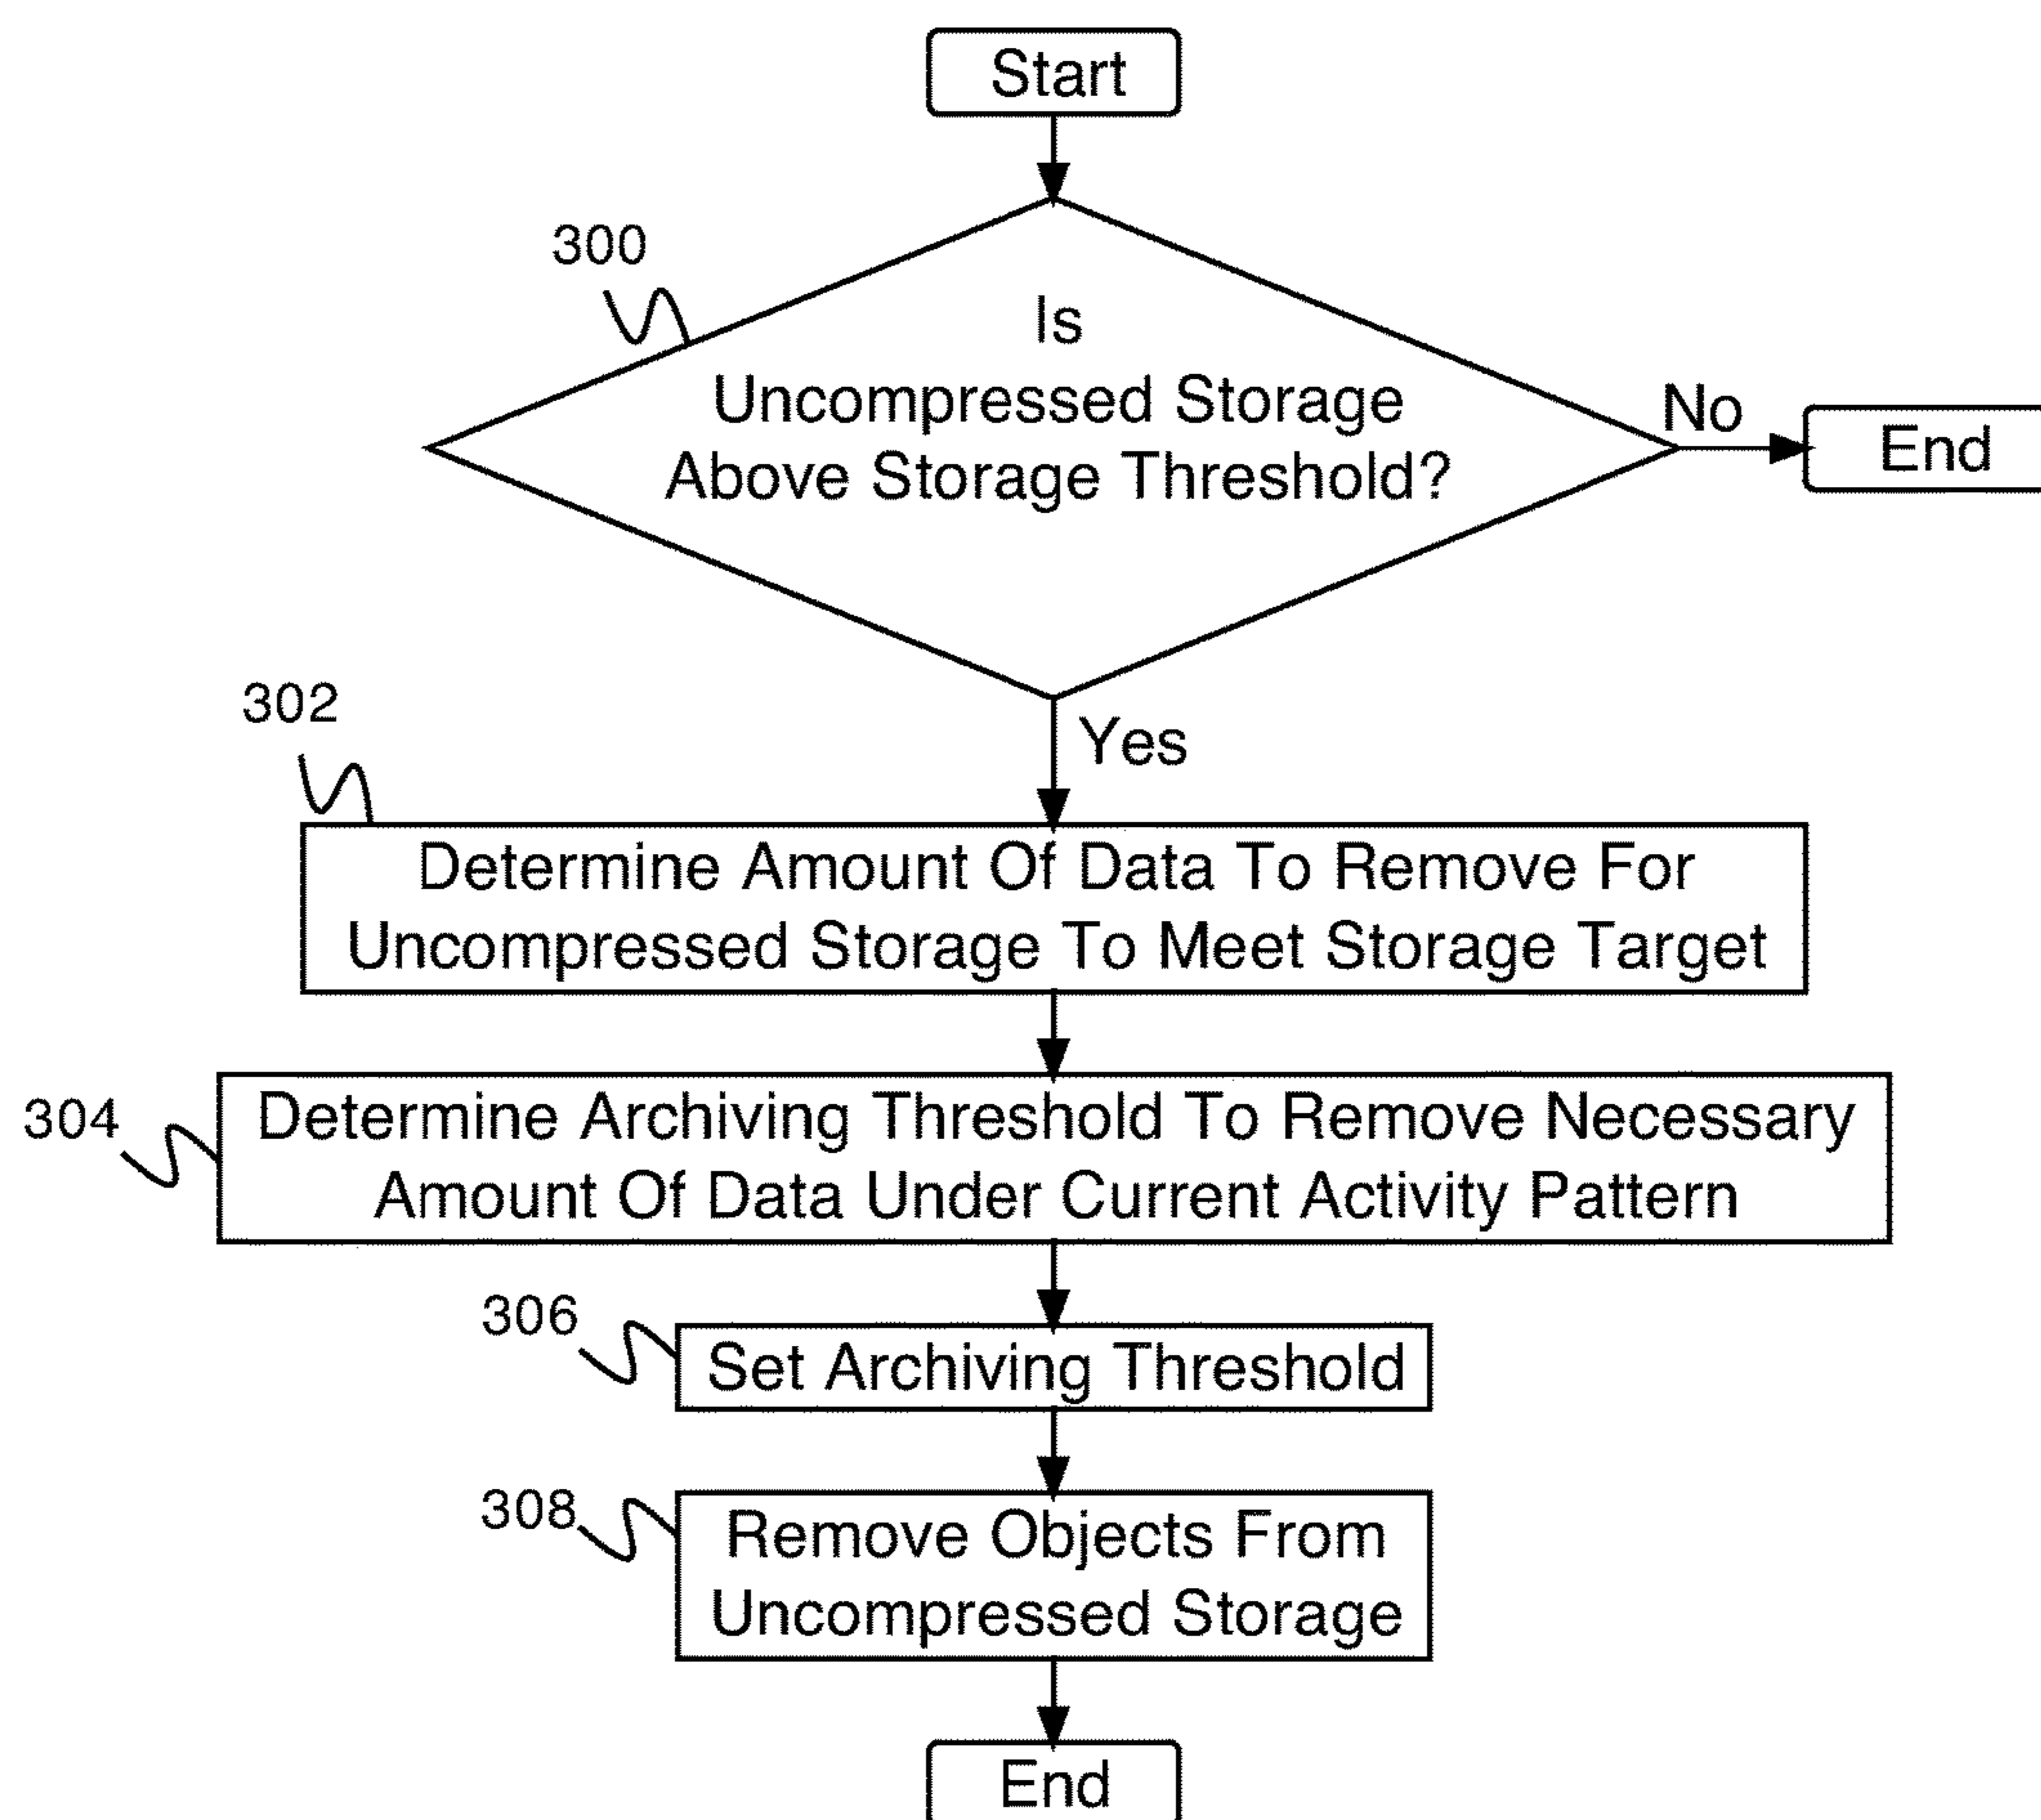 Start
300
Is
Uncompressed Storage
Above Storage Threshold?
No
End
Yes
302
Determine Amount Of Data To Remove For
Uncompressed Storage To Meet Storage Target
304
Determine Archiving Threshold To Remove Necessary
Amount Of Data Under Current Activity Pattern
306
Set Archiving Threshold
308
Remove Objects From
Uncompressed Storage
End